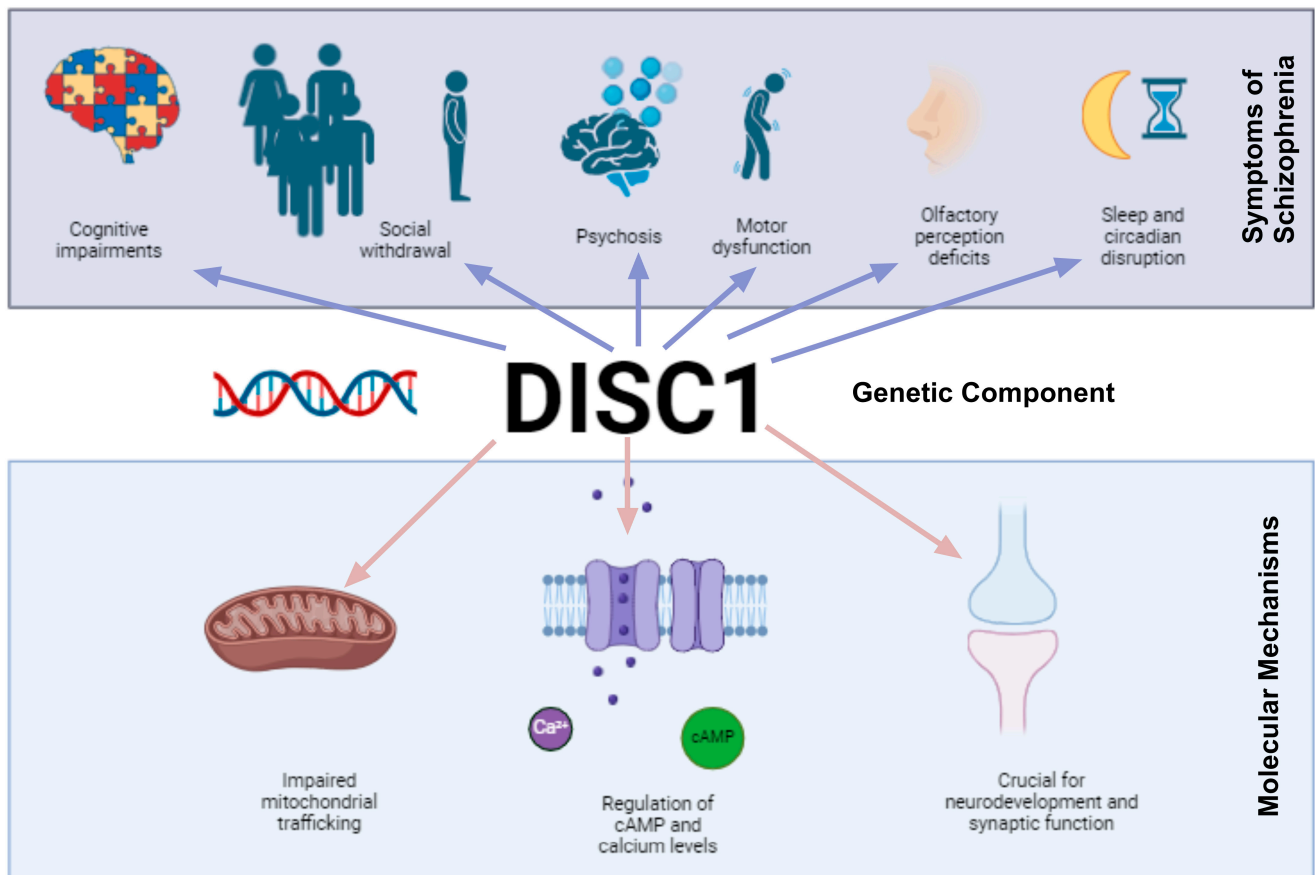 Cognitive
impairments
Social
withdrawal
Psychosis
Motor
dysfunction
Olfactory
perception
deficits
Sleep and
circadian
disruption
Symptoms of
Schizophrenia
DISC1
Genetic Component
Ca²⁺
cAMP
Impaired
mitochondrial
trafficking
Regulation of
cAMP and
calcium levels
Crucial for
neurodevelopment and
synaptic function
Molecular Mechanisms